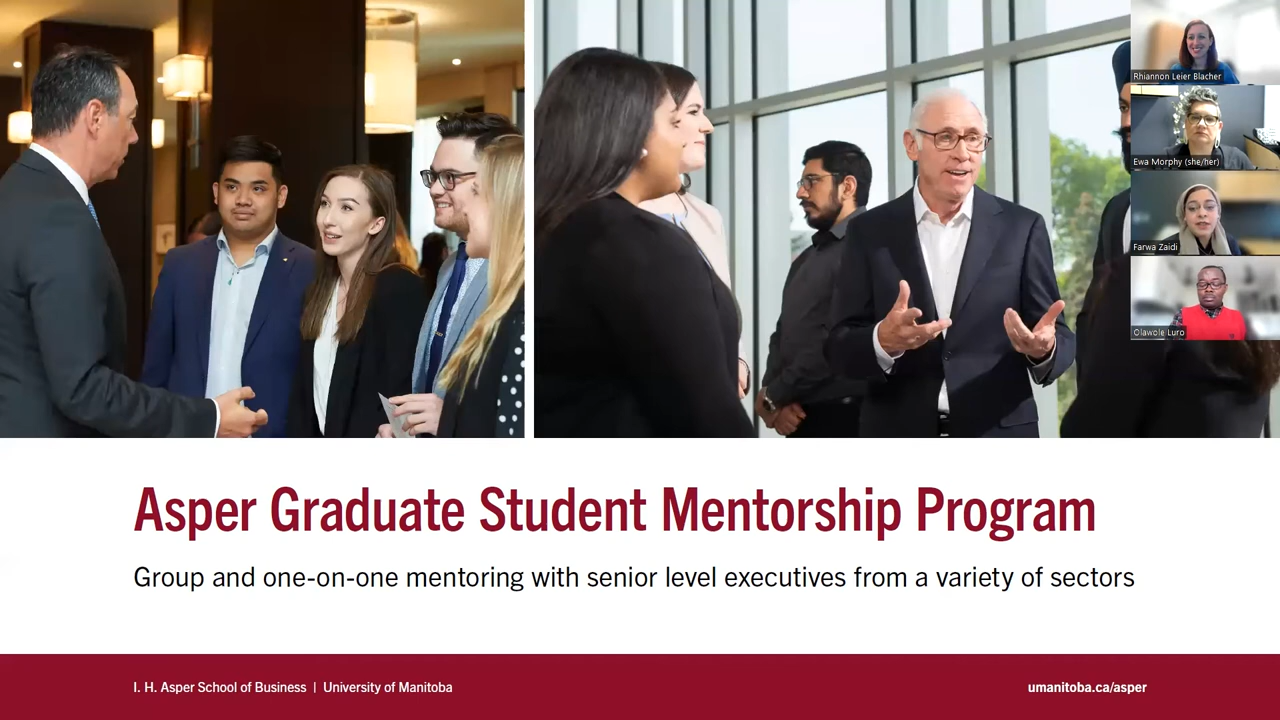 Rhiannon Leier Blacher
Ewa Morphy (she/her)
Farwa Zaidi
Olawole Luro
Asper Graduate Student Mentorship Program
Group and one-on-one mentoring with senior level executives from a variety of sectors
I. H. Asper School of Business | University of Manitoba
umanitoba.ca/asper